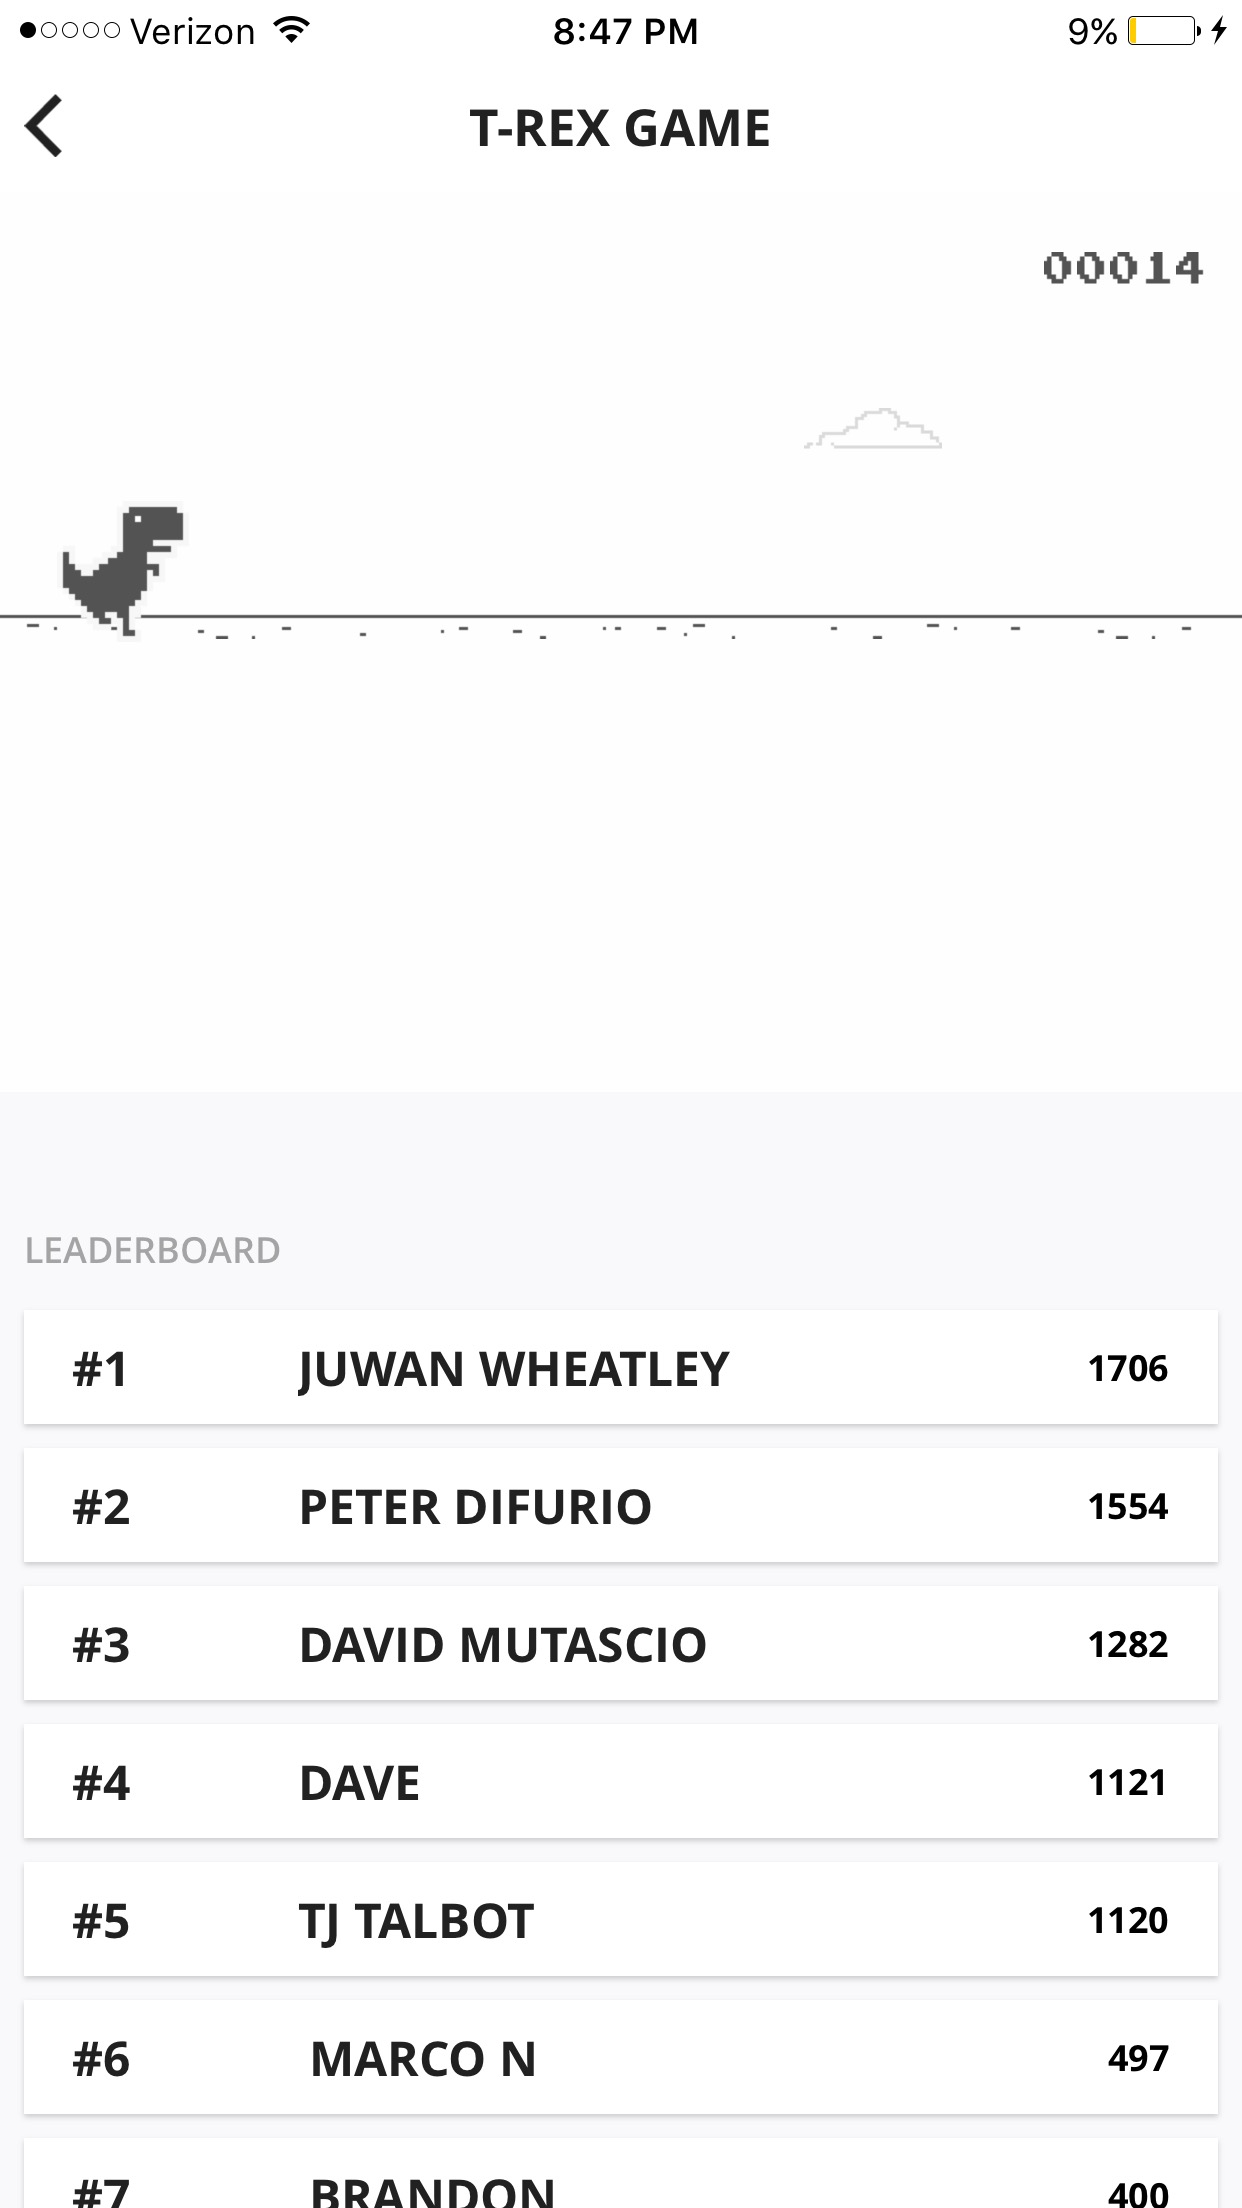 Verizon 8:47 PM 9%
T-REX GAME
00014
LEADERBOARD
#1 JUWAN WHEATLEY 1706
#2 PETER DIFURIO 1554
#3 DAVID MUTASCIO 1282
#4 DAVE 1121
#5 TJ TALBOT 1120
#6 MARCO N 497
#7 BRANDON 400